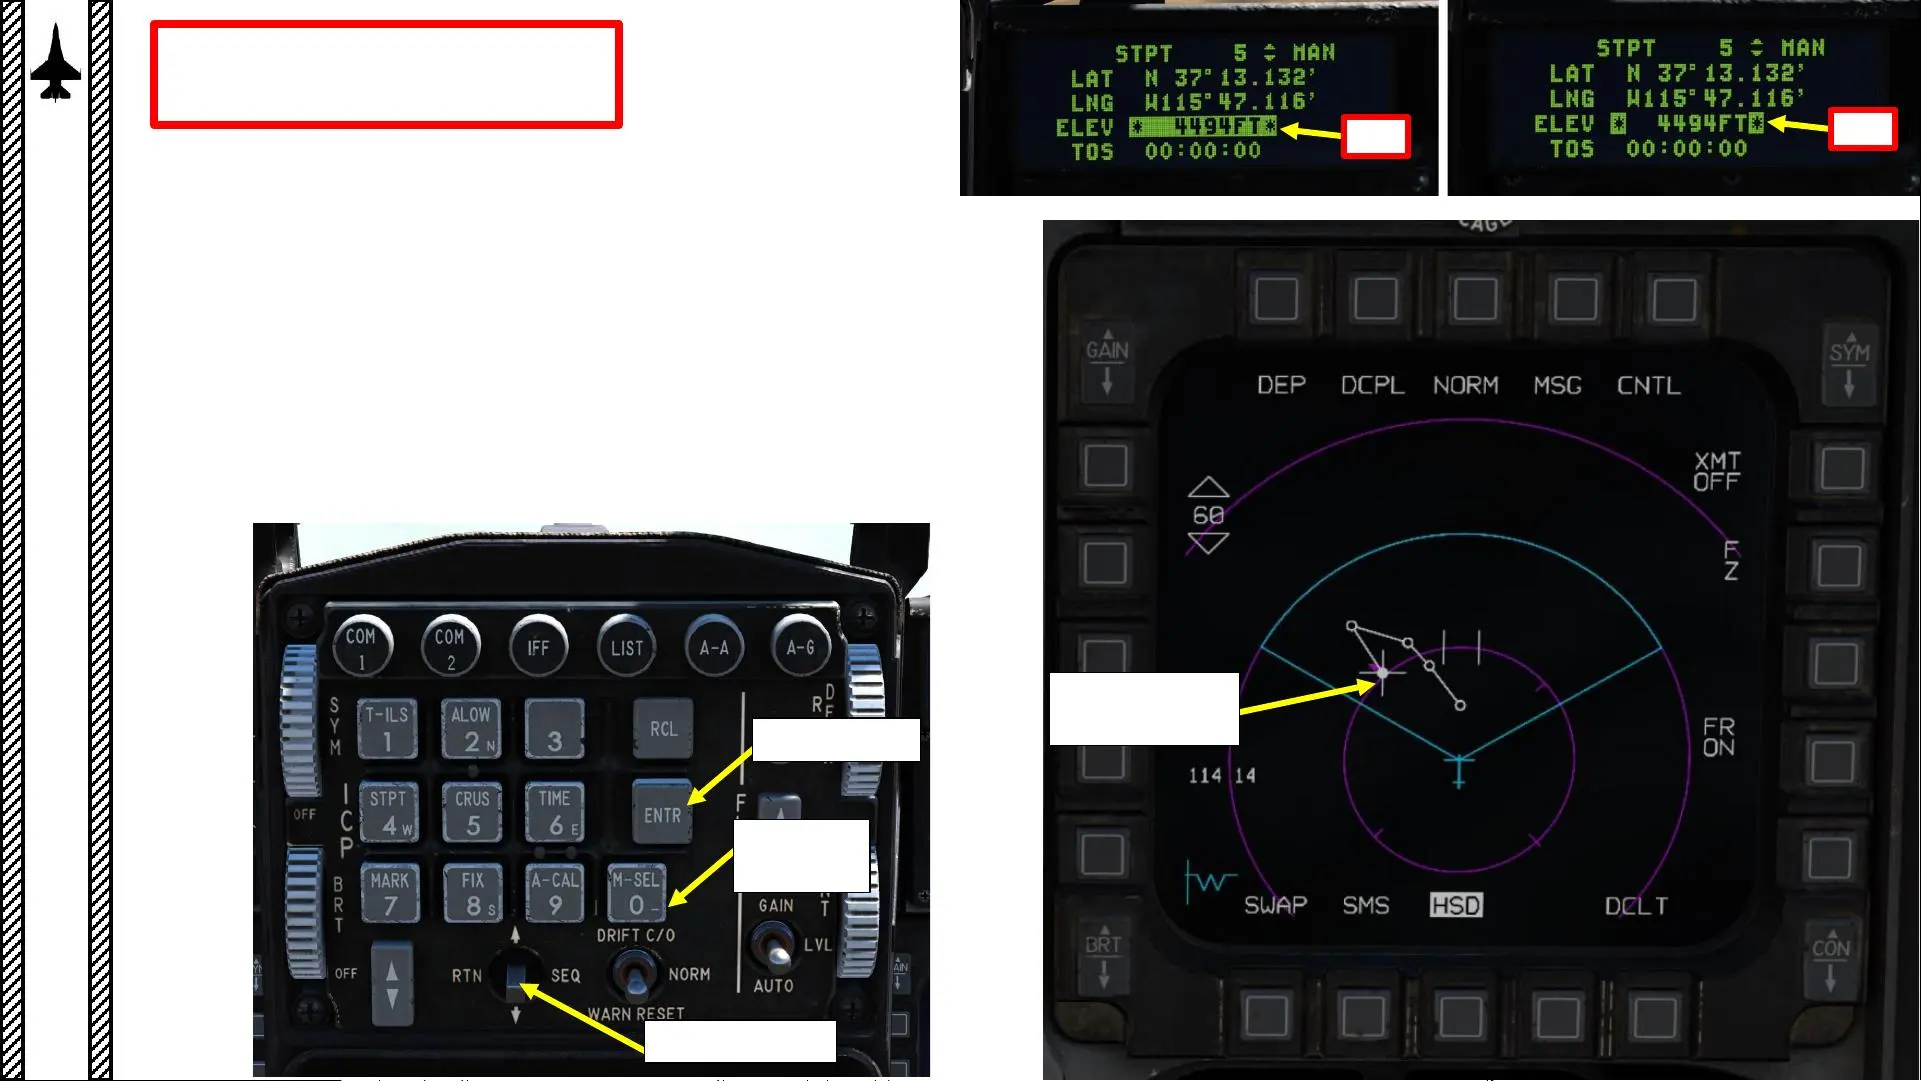 STPT 5 MAN
LAT N 37° 13.132'
LNG W115° 47.116'
ELEV * 4494FT*
TOS 00:00:00
STPT 5 MAN
LAT N 37° 13.132'
LNG W115° 47.116'
ELEV * 4494FT*
TOS 00:00:00
GAIN
SYM
DEP DCPL NORM MSG CNTL
XMT
OFF
60
F
Z
FR
ON
114 14
SWAP SMS HSD DCLT
BRT
CON
COM
1
COM
2
IFF
LIST
A-A
A-G
SYM
T-ILS
1
ALOW
2 N
3
RCL
ICP
OFF
STPT
4 W
CRUS
5
TIME
6 E
ENTR
BRT
MARK
7
FIX
8 S
A-CAL
9
M-SEL
0 -
GAIN
LVL
AUTO
DRIFT C/O
NORM
WARN RESET
OFF
RTN
SEQ